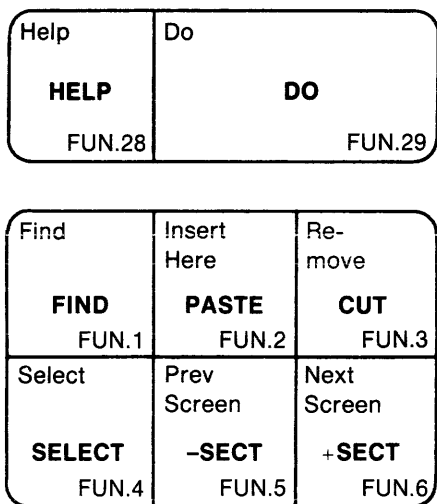 Help
HELP
FUN.28
Do
DO
FUN.29
Find
FIND
FUN.1
Insert
Here
PASTE
FUN.2
Re-
move
CUT
FUN.3
Select
SELECT
FUN.4
Prev
Screen
–SECT
FUN.5
Next
Screen
+SECT
FUN.6